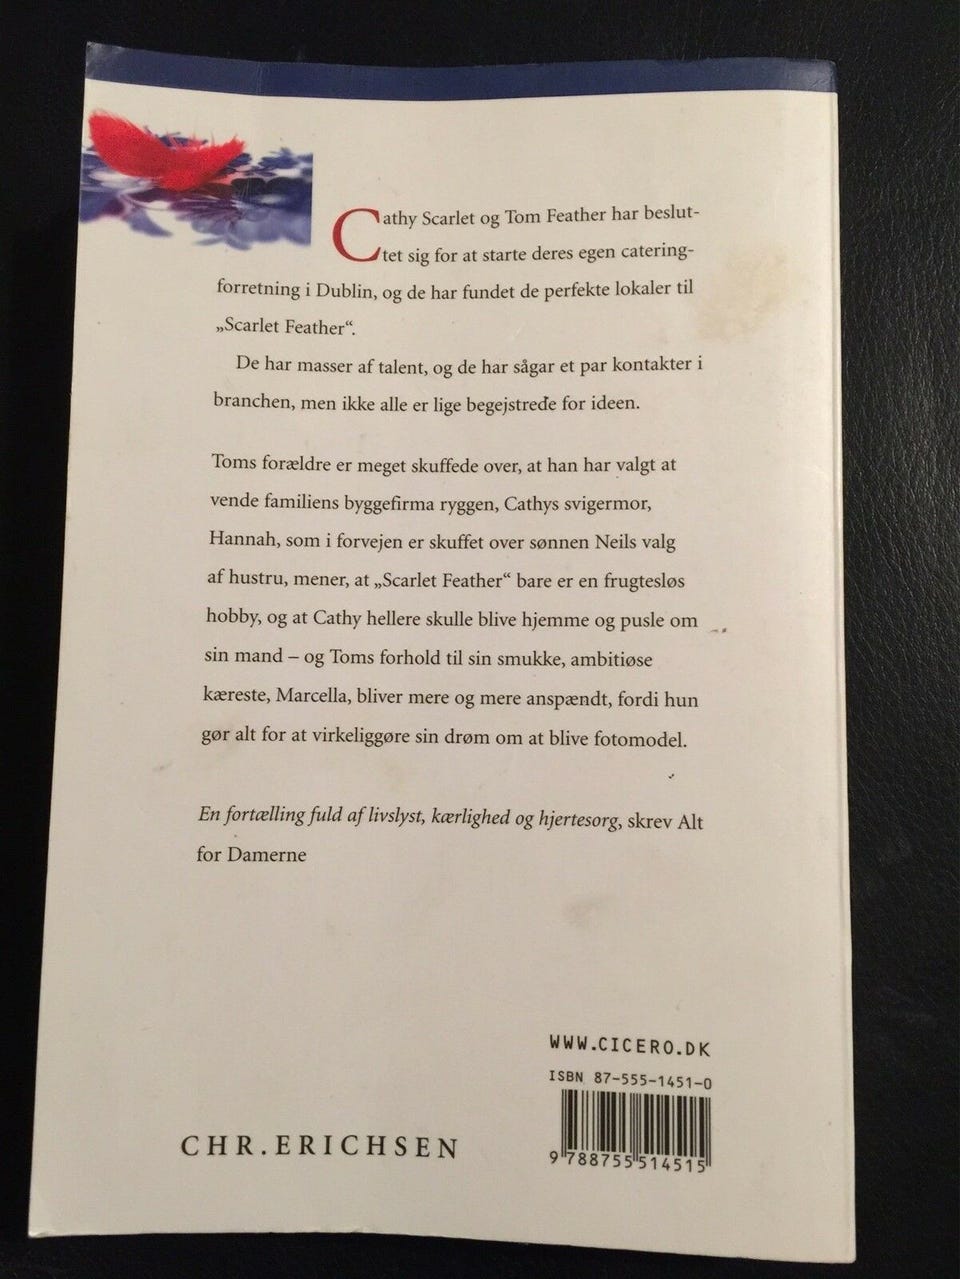 Cathy Scarlet og Tom Feather har beslut-
tet sig for at starte deres egen catering-
forretning i Dublin, og de har fundet de perfekte lokaler til
„Scarlet Feather“.
De har masser af talent, og de har sågar et par kontakter i
branchen, men ikke alle er lige begejstrede for ideen.
Toms forældre er meget skuffede over, at han har valgt at
vende familiens byggefirma ryggen, Cathys svigermor,
Hannah, som i forvejen er skuffet over sønnen Neils valg
af hustru, mener, at „Scarlet Feather“ bare er en frugtesløs
hobby, og at Cathy hellere skulle blive hjemme og pusle om
sin mand – og Toms forhold til sin smukke, ambitiøse
kæreste, Marcella, bliver mere og mere anspændt, fordi hun
gør alt for at virkeliggøre sin drøm om at blive fotomodel.
En fortælling fuld af livslyst, kærlighed og hjertesorg, skrev Alt
for Damerne
WWW.CICERO.DK
ISBN 87-555-1451-0
9 788755 514515
CHR.ERICHSEN